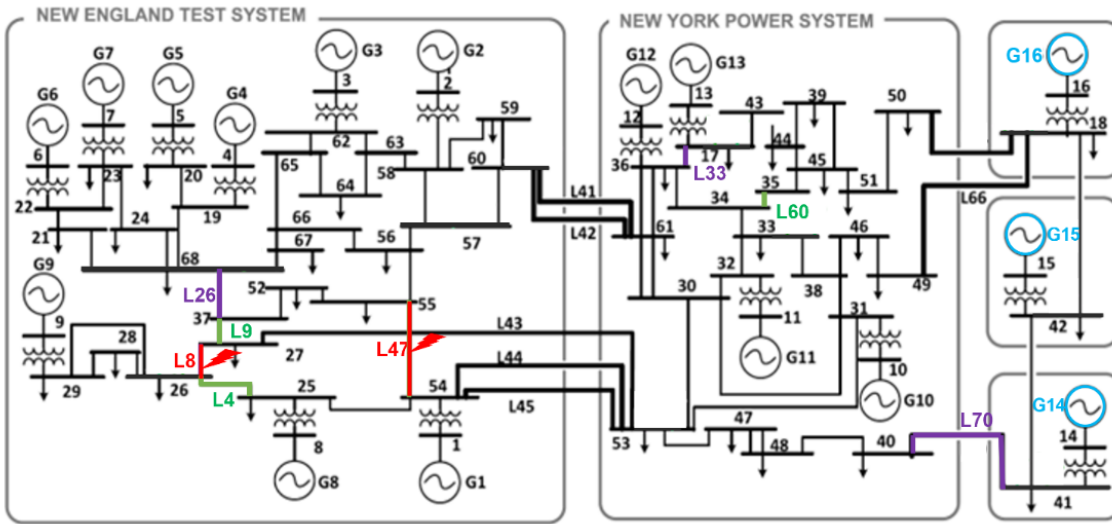 NEW ENGLAND TEST SYSTEM
NEW YORK POWER SYSTEM
G7 G5 G3 G2
G6 G4
G12 G13 G16
7 5 3 2
59
13 43 39 50 16
6 4 12 44 18
62 63 60
36 17 45
23 20 65 58
L33 35 51
22 64 L41 L66
24 19 34 L60
21 66 56 57 L42 61 33 46 G15
67
68 32 49 15
G9 L26 52 55 30 38 31 42
37 L9 L43 11
9 28 L8 27 L47 L44 G11 10
29 26 L4 25 54 L45 G10 G14
47 L70
53 48 40 14
8 1
G8 G1 41